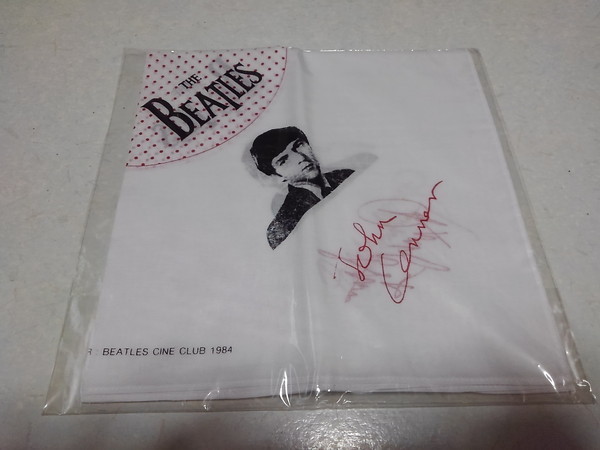 THE
BEATLES
John
Lennon
R BEATLES CINE CLUB 1984